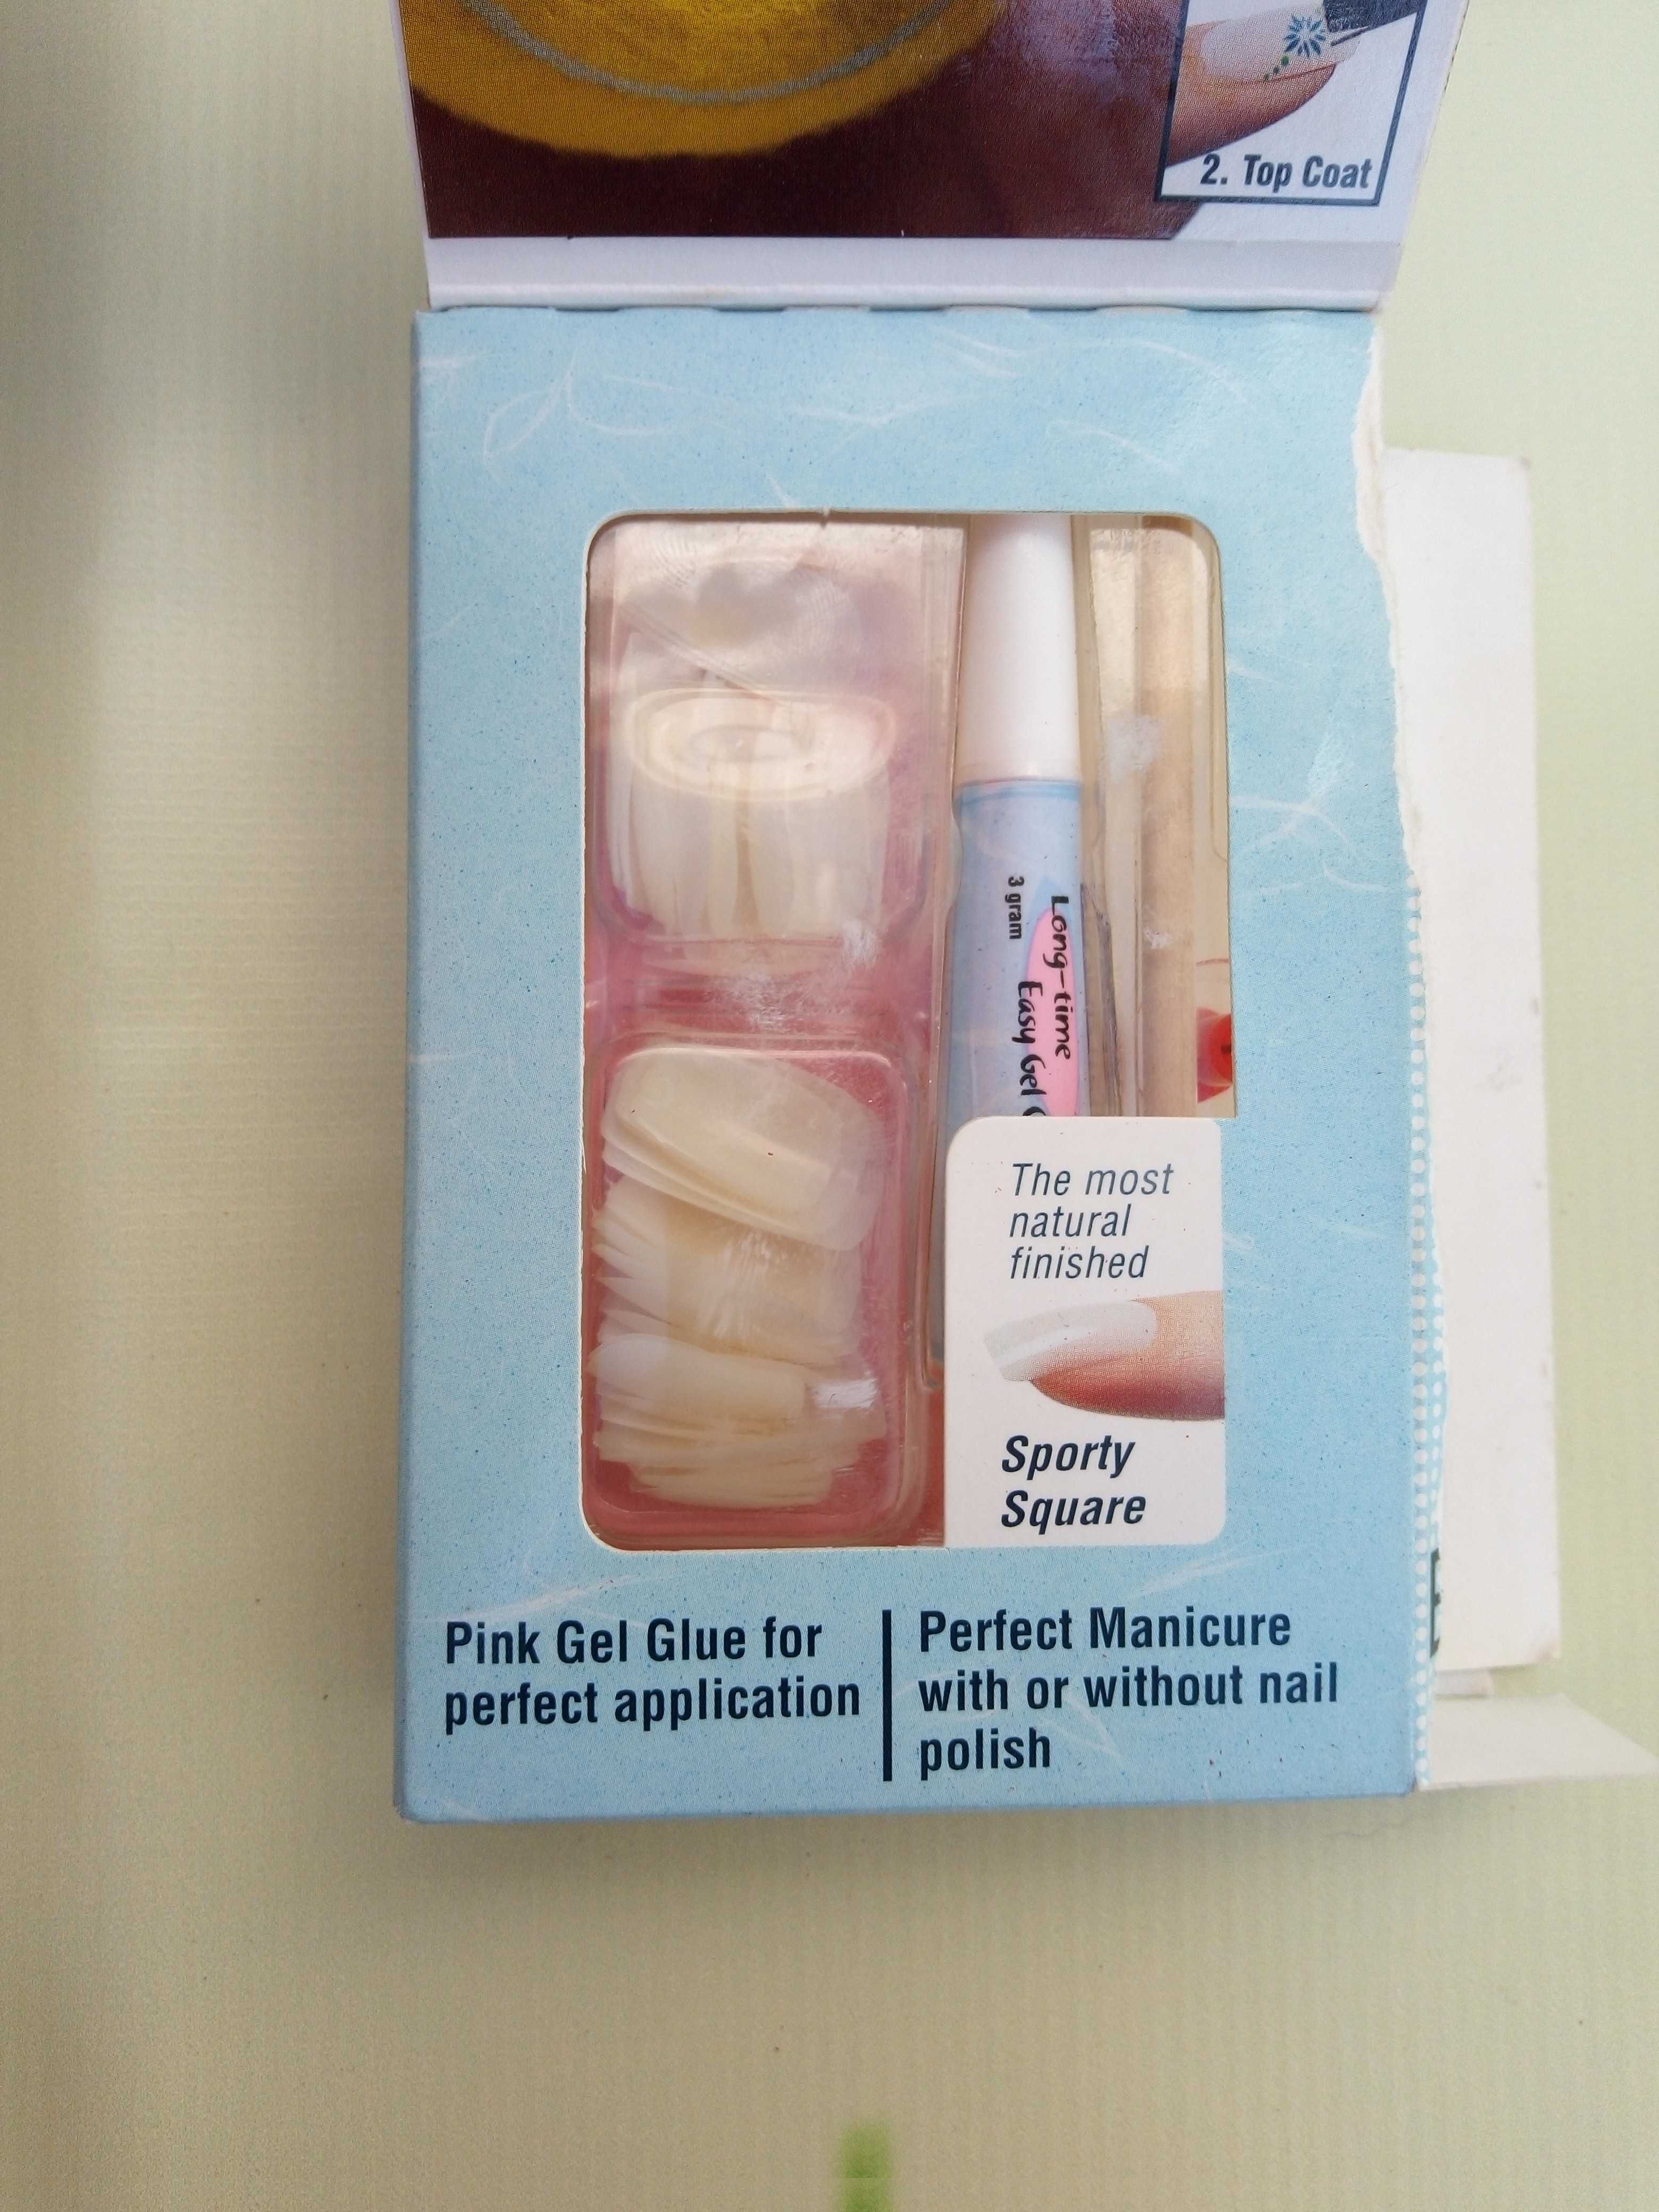 2. Top Coat
3 gram
Long-time
Easy Gel
The most
natural
finished
Sporty
Square
Pink Gel Glue for
perfect application
Perfect Manicure
with or without nail
polish